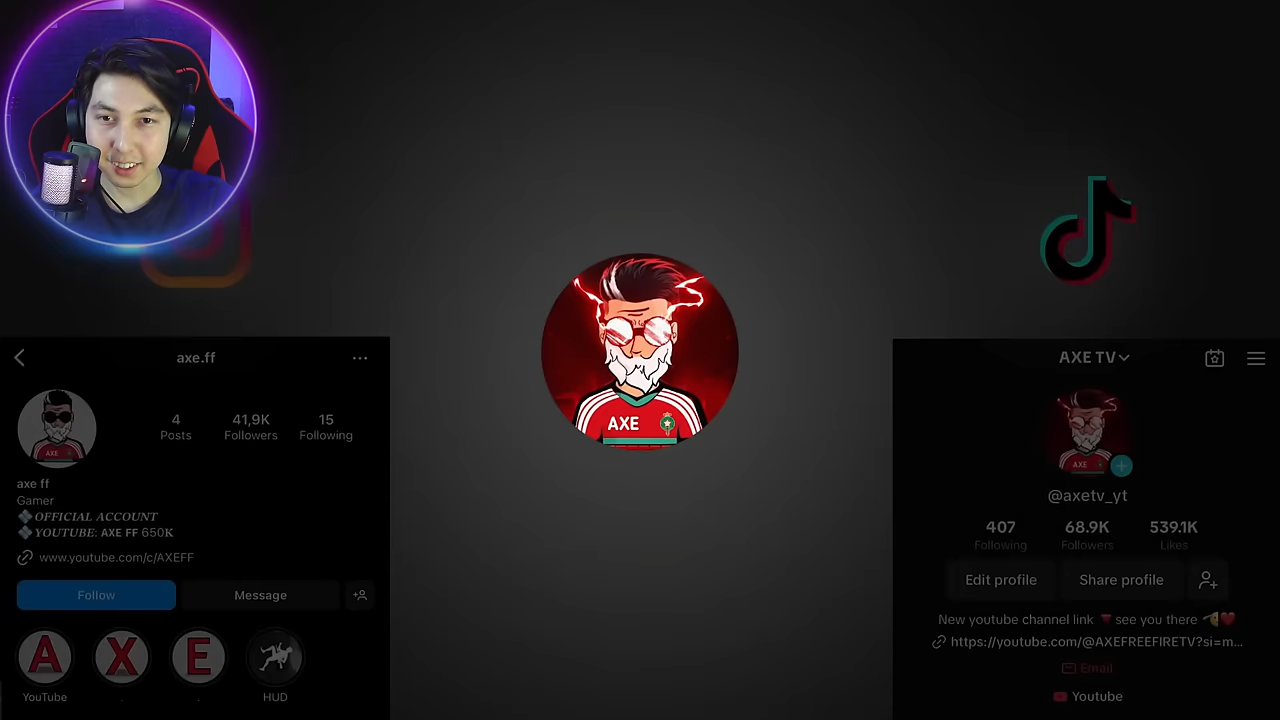 axe.ff
4
41,9K
15
Posts
Followers
Following
axe ff
Gamer
OFFICIAL ACCOUNT
YOUTUBE: AXE FF 650K
www.youtube.com/c/AXEFF
Follow
Message
A
X
E
YouTube
.
.
HUD
AXE
AXE
AXE TV
AXE
@axetv_yt
407
68.9K
539.1K
Following
Followers
Likes
Edit profile
Share profile
New youtube channel link 🔻 see you there 🫡❤️
https://youtube.com/@AXEFREEFIRETV?si=m...
Email
Youtube